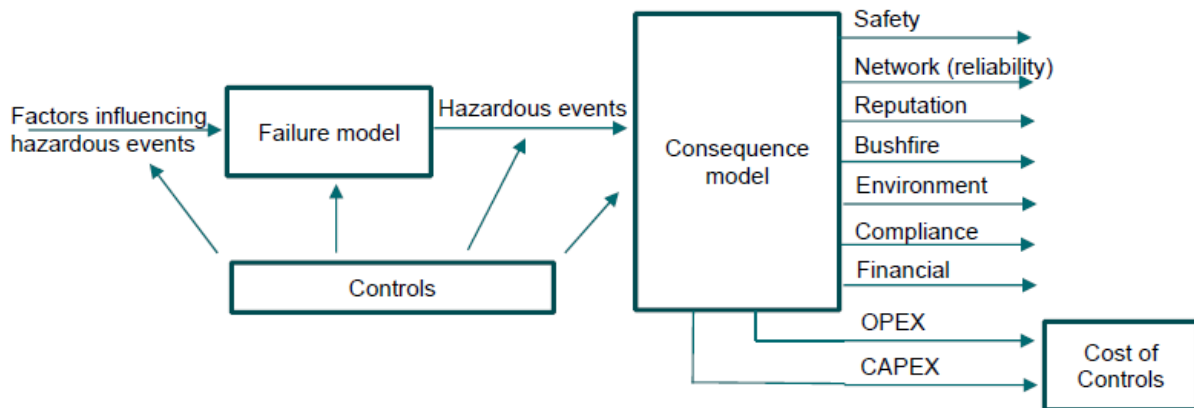 Factors influencing
hazardous events
Failure model
Hazardous events
Controls
Consequence
model
Safety
Network (reliability)
Reputation
Bushfire
Environment
Compliance
Financial
OPEX
CAPEX
Cost of
Controls